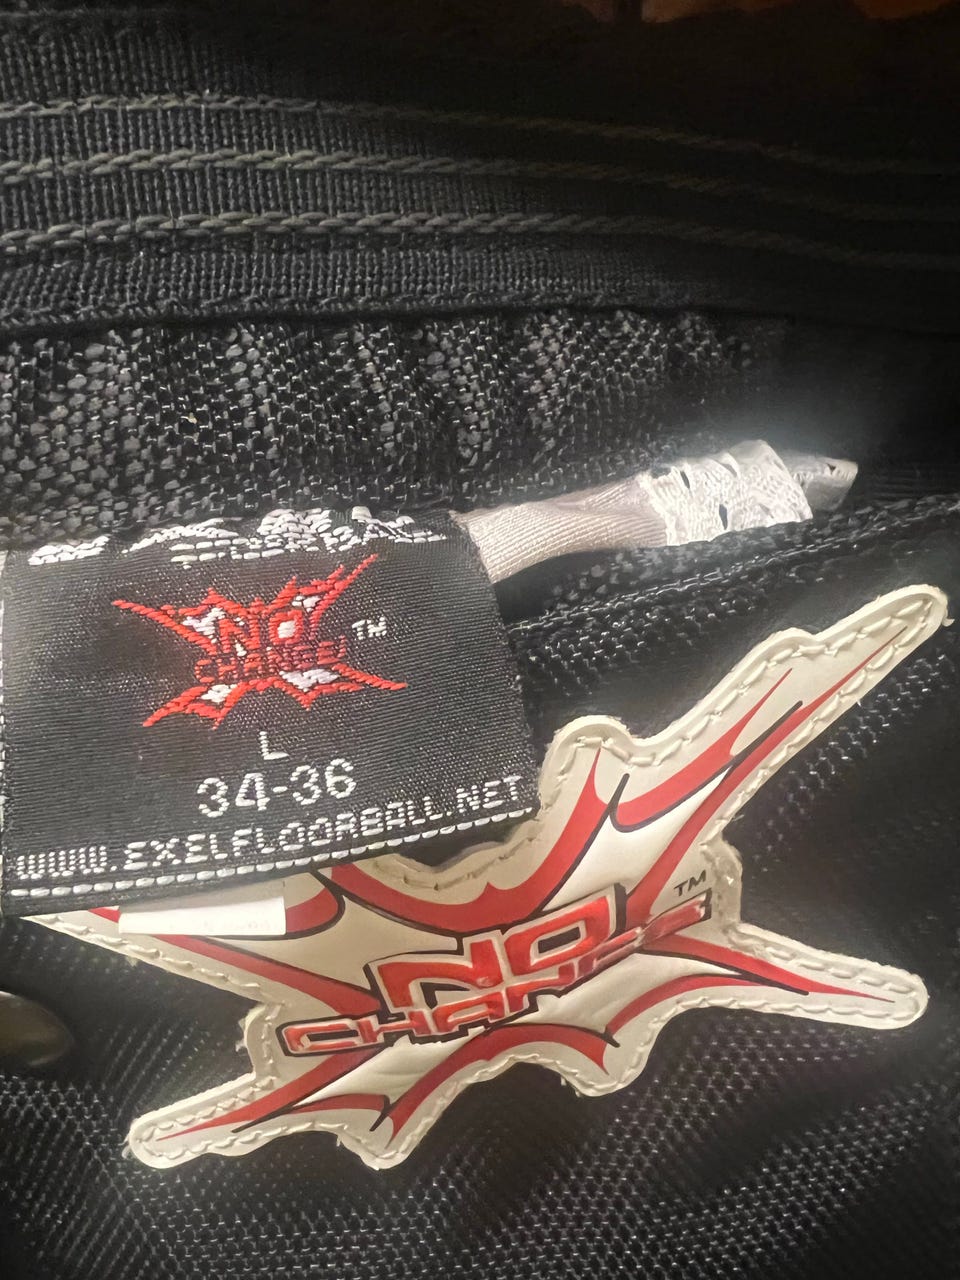 NO
CHANCE!
TM
L
34-36
WWW.EXELFLOORBALL.NET
TM
NO
CHANCE